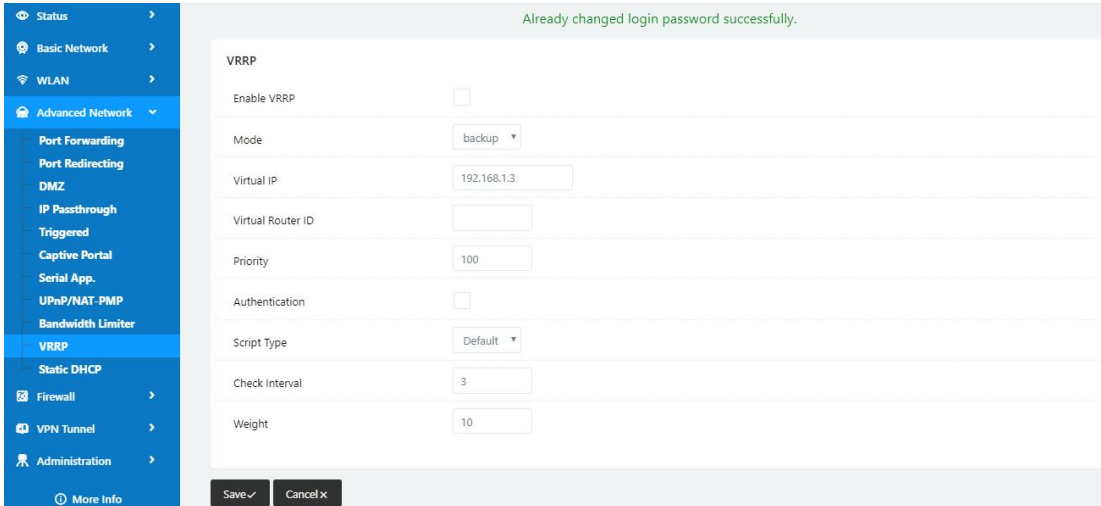 Status
Basic Network
WLAN
Advanced Network
Port Forwarding
Port Redirecting
DMZ
IP Passthrough
Triggered
Captive Portal
Serial App.
UPnP/NAT-PMP
Bandwidth Limiter
VRRP
Static DHCP
Firewall
VPN Tunnel
Administration
More Info
Already changed login password successfully.
VRRP
Enable VRRP
Mode backup
Virtual IP 192.168.1.3
Virtual Router ID
Priority 100
Authentication
Script Type Default
Check Interval 3
Weight 10
Save Cancel